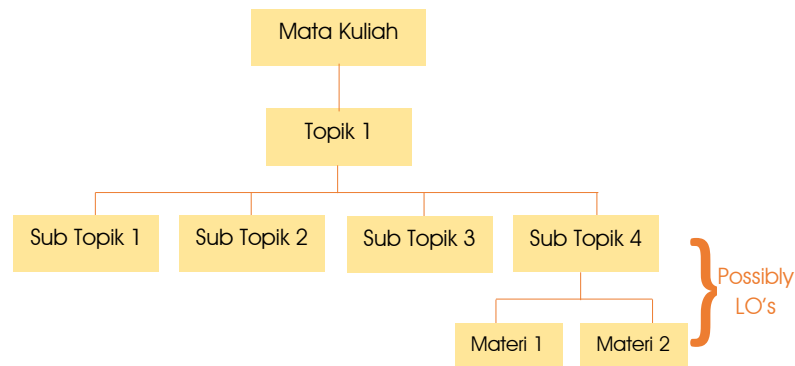 Mata Kuliah
Topik 1
Sub Topik 1
Sub Topik 2
Sub Topik 3
Sub Topik 4
Possibly
LO's
Materi 1
Materi 2